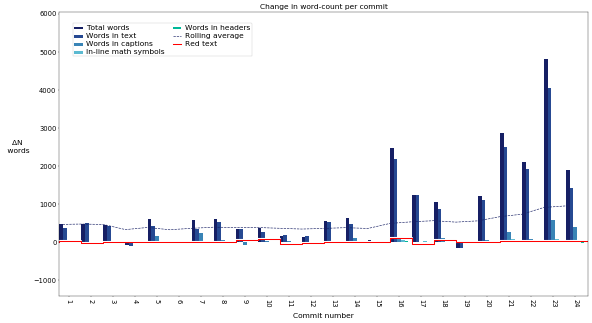 Change in word-count per commit
Total words
Words in text
Words in captions
in-line math symbols
Words in headers
Rolling average
Red text
6000
5000
4000
3000
2000
1000
0
−1000
ΔN
words
1 2 3 4 5 6 7 8 9 10 11 12 13 14 15 16 17 18 19 20 21 22 23 24
Commit number